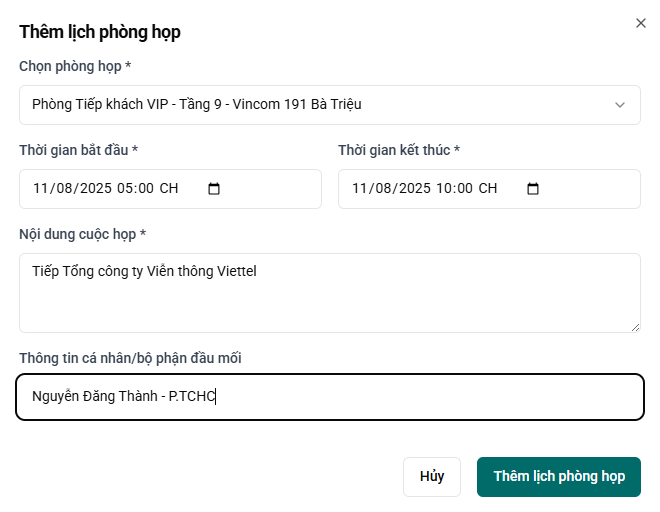 Thêm lịch phòng họp
Chọn phòng họp *
Phòng Tiếp khách VIP - Tầng 9 - Vincom 191 Bà Triệu
Thời gian bắt đầu *
Thời gian kết thúc *
11/08/2025 05:00 CH
11/08/2025 10:00 CH
Nội dung cuộc họp *
Tiếp Tổng công ty Viễn thông Viettel
Thông tin cá nhân/bộ phận đầu mối
Nguyễn Đăng Thành - P.TCHC
Hủy
Thêm lịch phòng họp